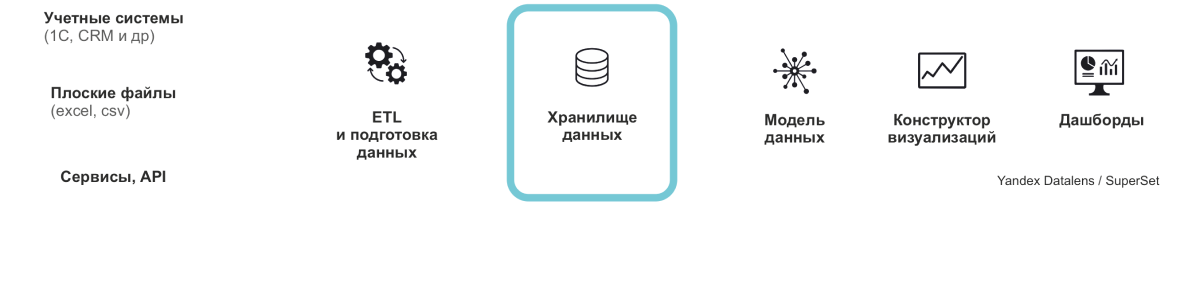 Учетные системы
(1С, CRM и др)
Плоские файлы
(excel, csv)
Сервисы, API
ETL
и подготовка
данных
Хранилище
данных
Модель
данных
Конструктор
визуализаций
Дашборды
Yandex Datalens / SuperSet